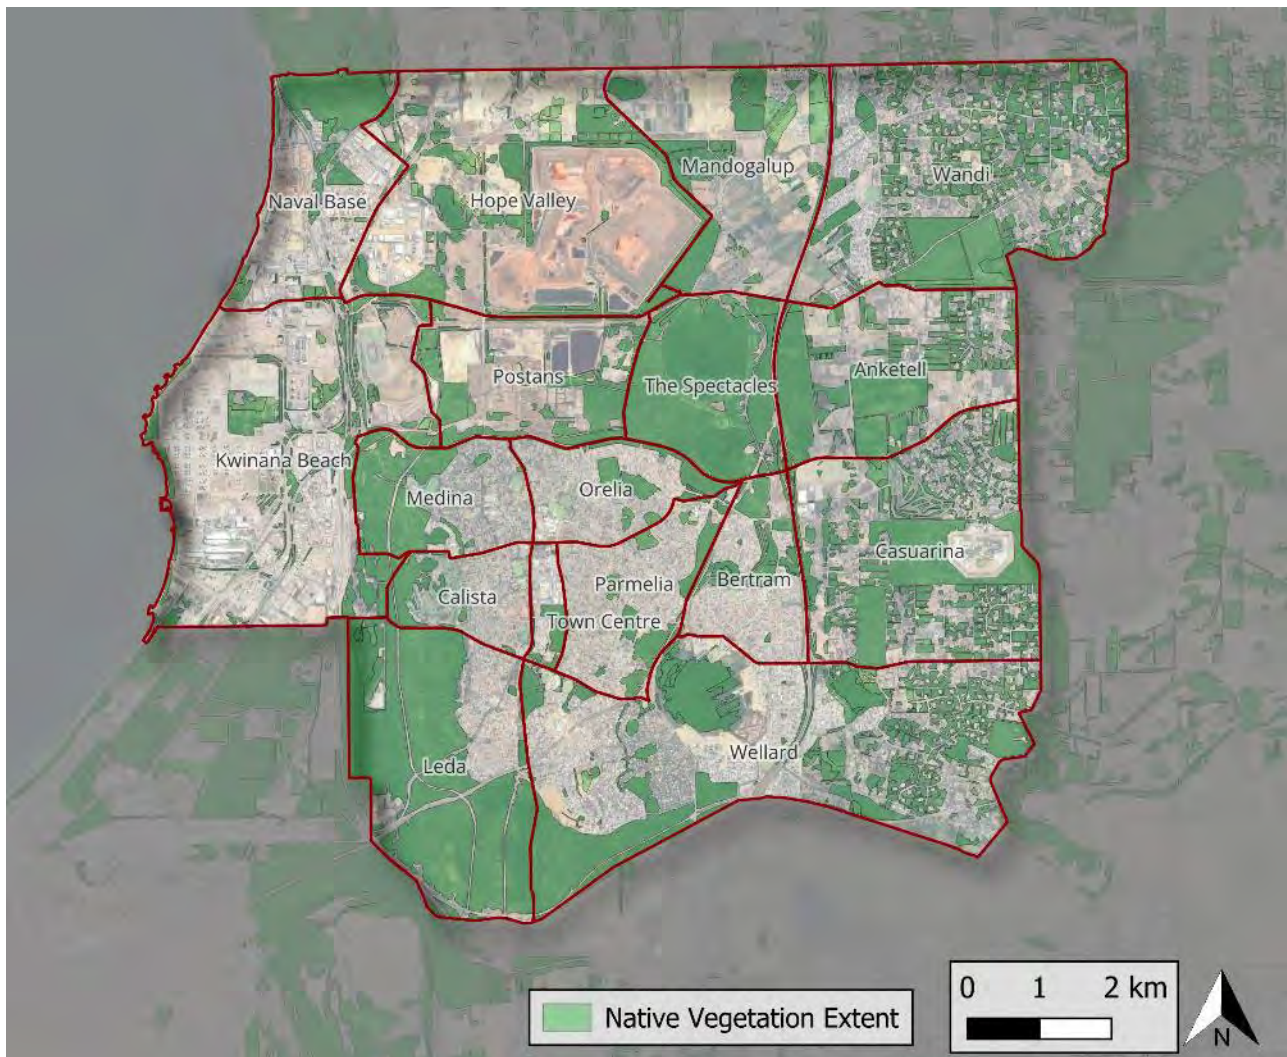 Mandogalup
Wandi
Naval Base
Hope Valley
Postans
The Spectacles
Anketell
Kwinana Beach
Medina
Orelia
Casuarina
Calista
Parmelia
Bertram
Town Centre
Leda
Wellard
0 1 2 km
Native Vegetation Extent
N